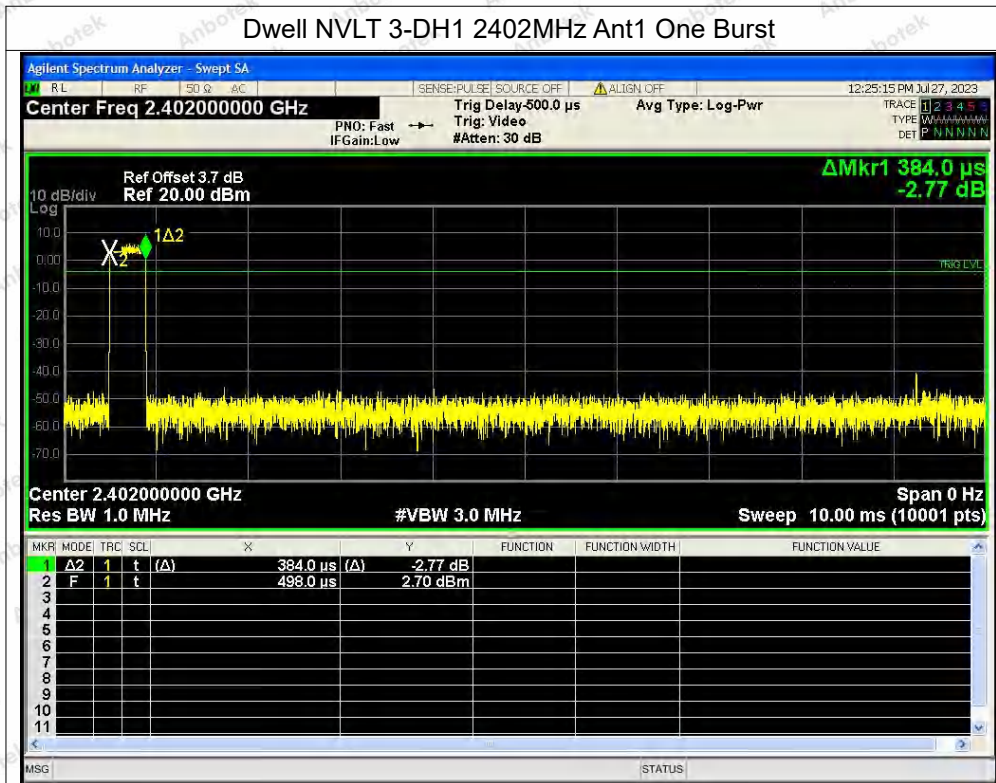 Dwell NVLT 3-DH1 2402MHz Ant1 One Burst
Agilent Spectrum Analyzer - Swept SA
RL RF 50 Ω AC SENSE:PULSE SOURCE OFF ALIGN OFF 12:25:15 PM Jul 27, 2023
Center Freq 2.402000000 GHz
Trig Delay-500.0 µs Avg Type: Log-Pwr
TRACE 1 2 3 4 5 6
PNO: Fast Trig: Video
TYPE WWWWWW
IFGain:Low #Atten: 30 dB
DET P N N N N N
ΔMkr1 384.0 µs
-2.77 dB
Ref Offset 3.7 dB
10 dB/div Ref 20.00 dBm
Log
10.0
1Δ2
2
0.00
TRIG LVL
-10.0
-20.0
-30.0
-40.0
-50.0
-60.0
-70.0
Center 2.402000000 GHz Span 0 Hz
Res BW 1.0 MHz #VBW 3.0 MHz Sweep 10.00 ms (10001 pts)
MKR MODE TRC SCL X Y FUNCTION FUNCTION WIDTH FUNCTION VALUE
1 Δ2 1 t (Δ) 384.0 µs (Δ) -2.77 dB
2 F 1 t 498.0 µs 2.70 dBm
3
4
5
6
7
8
9
10
11
MSG STATUS